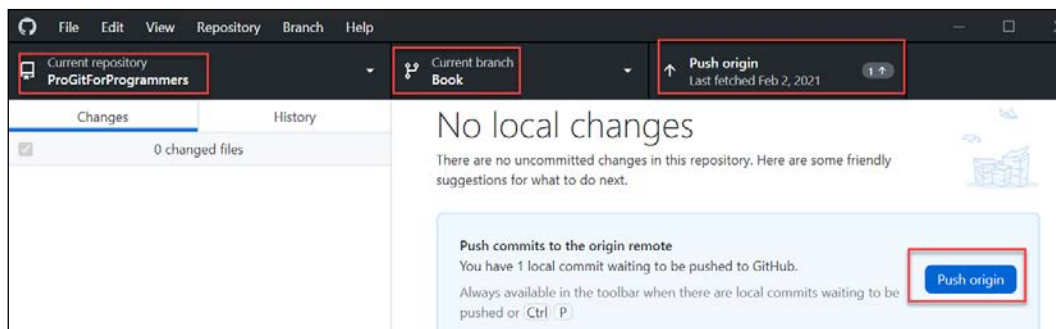 File Edit View Repository Branch Help
Current repository
ProGitForProgrammers
Current branch
Book
Push origin
Last fetched Feb 2, 2021
1
Changes History
0 changed files
No local changes
There are no uncommitted changes in this repository. Here are some friendly
suggestions for what to do next.
Push commits to the origin remote
You have 1 local commit waiting to be pushed to GitHub.
Always available in the toolbar when there are local commits waiting to be
pushed or Ctrl P
Push origin